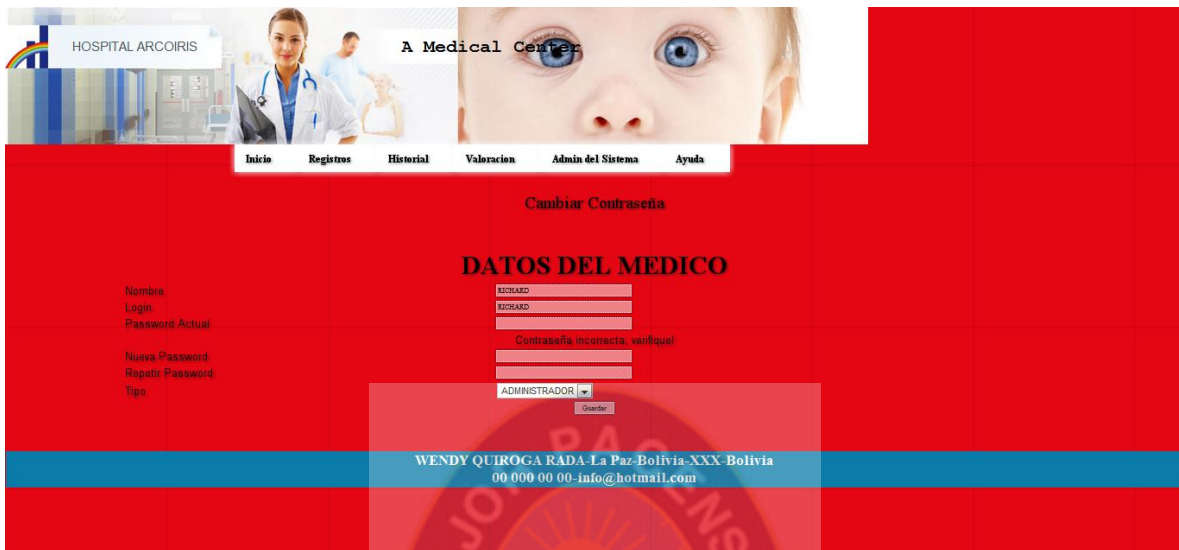 HOSPITAL ARCOIRIS
A Medical Center
Inicio Registros Historial Valoracion Admin del Sistema Ayuda
Cambiar Contraseña
DATOS DEL MEDICO
Nombre RICHARD
Login RICHARD
Password Actual
Contraseña incorrecta, verifique!
Nueva Password
Repetir Password
Tipo ADMINISTRADOR
Guardar
WENDY QUIROGA RADA-La Paz-Bolivia-XXX-Bolivia
00 000 00 00-info@hotmail.com